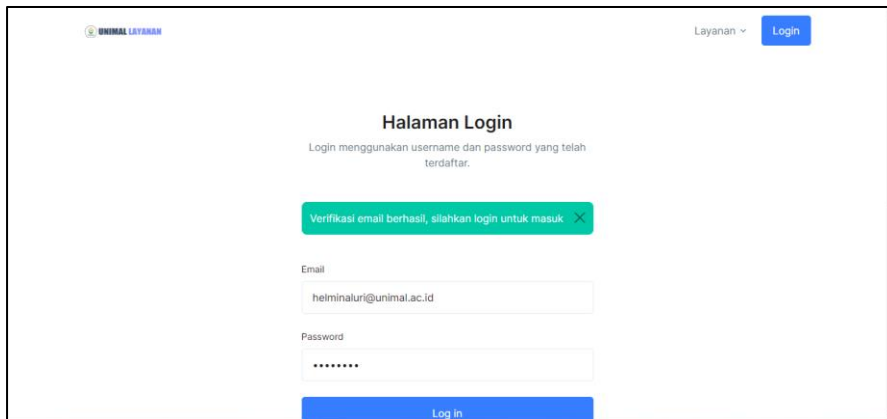 UNIMAL LAYANAN
Layanan
Login
Halaman Login
Login menggunakan username dan password yang telah
terdaftar.
Verifikasi email berhasil, silahkan login untuk masuk
Email
helminaluri@unimal.ac.id
Password
••••••••
Log in